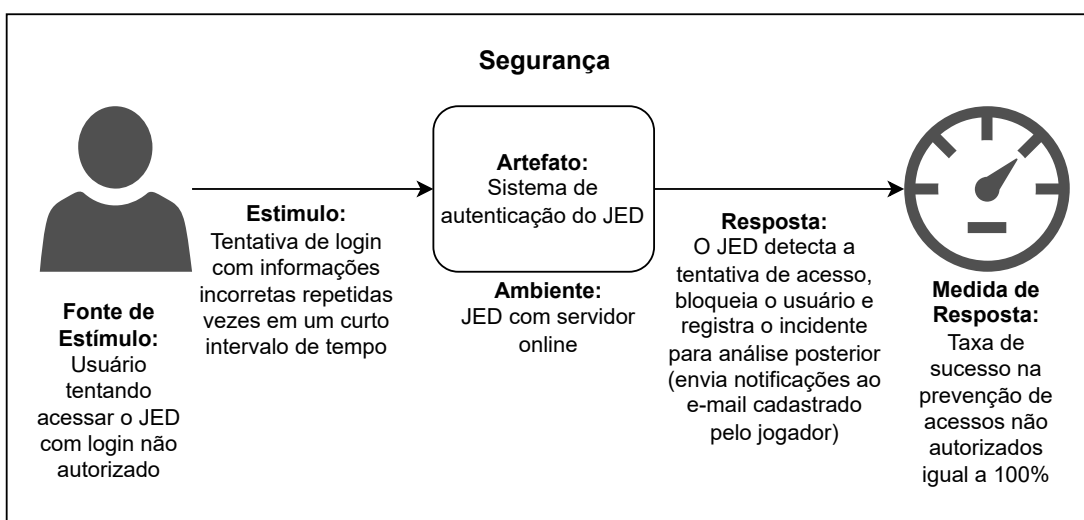 Segurança
Fonte de
Estímulo:
Usuário
tentando
acessar o JED
com login não
autorizado
Estimulo:
Tentativa de login
com informações
incorretas repetidas
vezes em um curto
intervalo de tempo
Artefato:
Sistema de
autenticação do JED
Ambiente:
JED com servidor
online
Resposta:
O JED detecta a
tentativa de acesso,
bloqueia o usuário e
registra o incidente
para análise posterior
(envia notificações ao
e-mail cadastrado
pelo jogador)
Medida de
Resposta:
Taxa de
sucesso na
prevenção de
acessos não
autorizados
igual a 100%